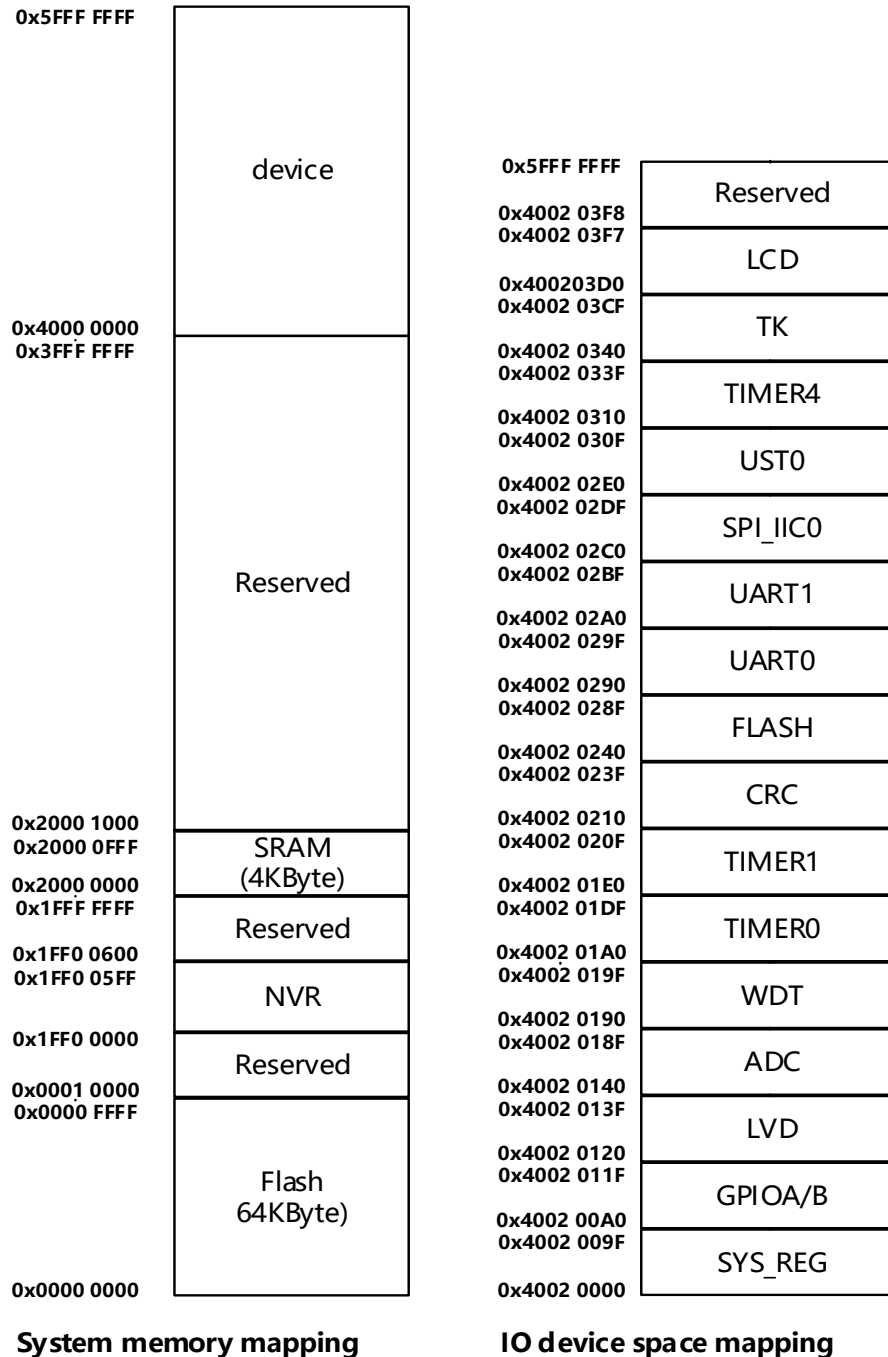 0x5FFF FFFF
device
0x4000 0000
0x3FFF FFFF
Reserved
0x2000 1000
0x2000 0FFF
SRAM
(4KByte)
0x2000 0000
0x1FFF FFFF
Reserved
0x1FF0 0600
0x1FF0 05FF
NVR
0x1FF0 0000
Reserved
0x0001 0000
0x0000 FFFF
Flash
64KByte)
0x0000 0000
System memory mapping
0x5FFF FFFF
Reserved
0x4002 03F8
0x4002 03F7
LCD
0x400203D0
0x4002 03CF
TK
0x4002 0340
0x4002 033F
TIMER4
0x4002 0310
0x4002 030F
UST0
0x4002 02E0
0x4002 02DF
SPI_IIC0
0x4002 02C0
0x4002 02BF
UART1
0x4002 02A0
0x4002 029F
UART0
0x4002 0290
0x4002 028F
FLASH
0x4002 0240
0x4002 023F
CRC
0x4002 0210
0x4002 020F
TIMER1
0x4002 01E0
0x4002 01DF
TIMER0
0x4002 01A0
0x4002 019F
WDT
0x4002 0190
0x4002 018F
ADC
0x4002 0140
0x4002 013F
LVD
0x4002 0120
0x4002 011F
GPIOA/B
0x4002 00A0
0x4002 009F
SYS_REG
0x4002 0000
IO device space mapping